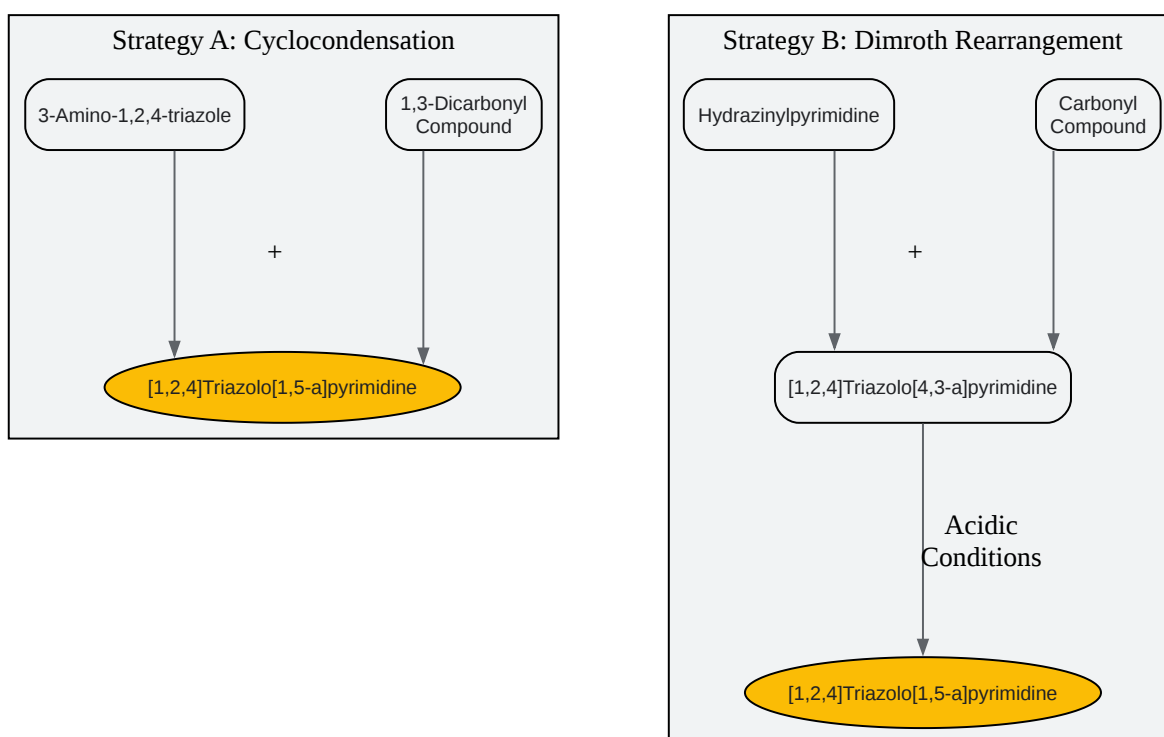 Strategy A: Cyclocondensation
3-Amino-1,2,4-triazole
1,3-Dicarbonyl
Compound
+
[1,2,4]Triazolo[1,5-a]pyrimidine
Strategy B: Dimroth Rearrangement
Hydrazinylpyrimidine
Carbonyl
Compound
+
[1,2,4]Triazolo[4,3-a]pyrimidine
Acidic
Conditions
[1,2,4]Triazolo[1,5-a]pyrimidine